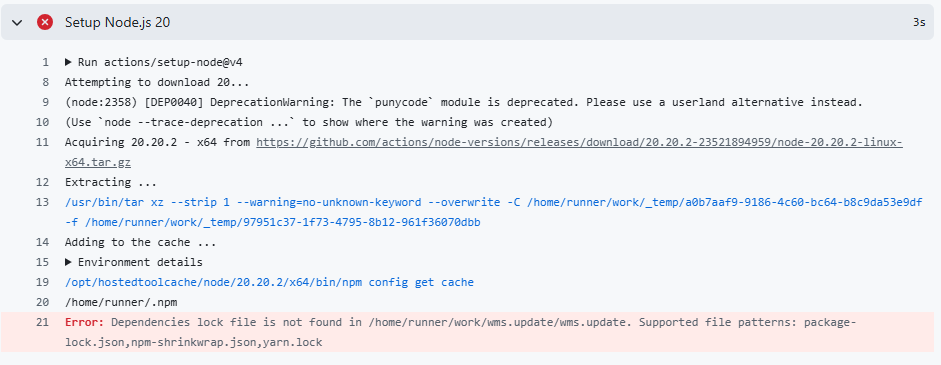 Setup Node.js 20 3s
1 ▶ Run actions/setup-node@v4
8 Attempting to download 20...
9 (node:2358) [DEP0040] DeprecationWarning: The `punycode` module is deprecated. Please use a userland alternative instead.
10 (Use `node --trace-deprecation ...` to show where the warning was created)
11 Acquiring 20.20.2 - x64 from https://github.com/actions/node-versions/releases/download/20.20.2-23521894959/node-20.20.2-linux-
x64.tar.gz
12 Extracting ...
13 /usr/bin/tar xz --strip 1 --warning=no-unknown-keyword --overwrite -C /home/runner/work/_temp/a0b7aaf9-9186-4c60-bc64-b8c9da53e9df
-f /home/runner/work/_temp/97951c37-1f73-4795-8b12-961f36070dbb
14 Adding to the cache ...
15 ▶ Environment details
19 /opt/hostedtoolcache/node/20.20.2/x64/bin/npm config get cache
20 /home/runner/.npm
21 Error: Dependencies lock file is not found in /home/runner/work/wms.update/wms.update. Supported file patterns: package-
lock.json,npm-shrinkwrap.json,yarn.lock